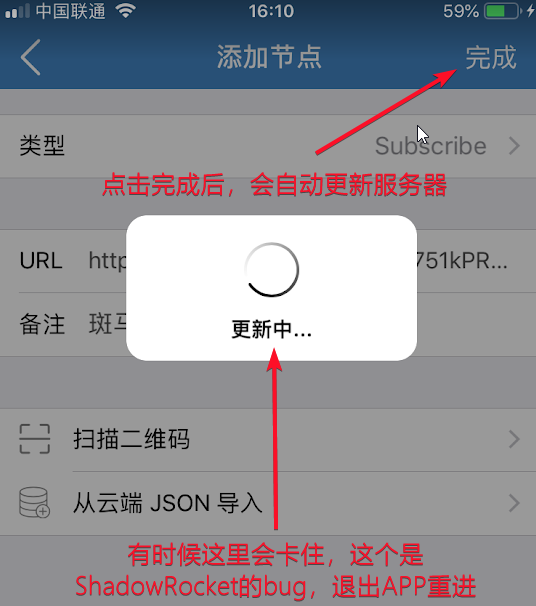 中国联通 16:10 59%
添加节点 完成
类型 Subscribe
点击完成后，会自动更新服务器
URL http 751kPR...
备注 斑马
更新中...
扫描二维码
从云端 JSON 导入
有时候这里会卡住，这个是
ShadowRocket的bug，退出APP重进